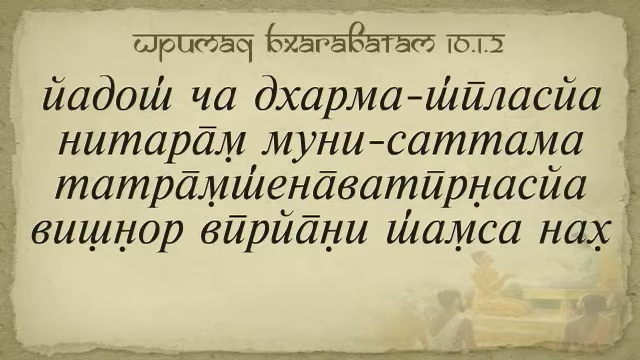 Шримад Бхагаватам 10.1.2
йадош́ ча дхарма-ш́ӣласйа
нитара̄м̣ муни-саттама
татра̄м̣ш́ена̄ватӣрн̣асйа
виш̣н̣ор вӣрйа̄н̣и ш́ам̣са нах̣